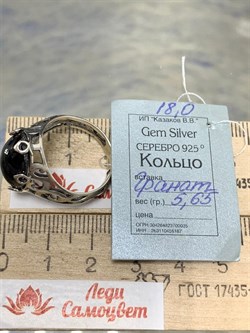 18,0
ИП "Казаков В.В."
Gem Silver
СЕРЕБРО 925°
Кольцо
вставка
гранат
вес (гр.) 5,65
цена
ГОСТ 17435-
Леди
Самоцвет